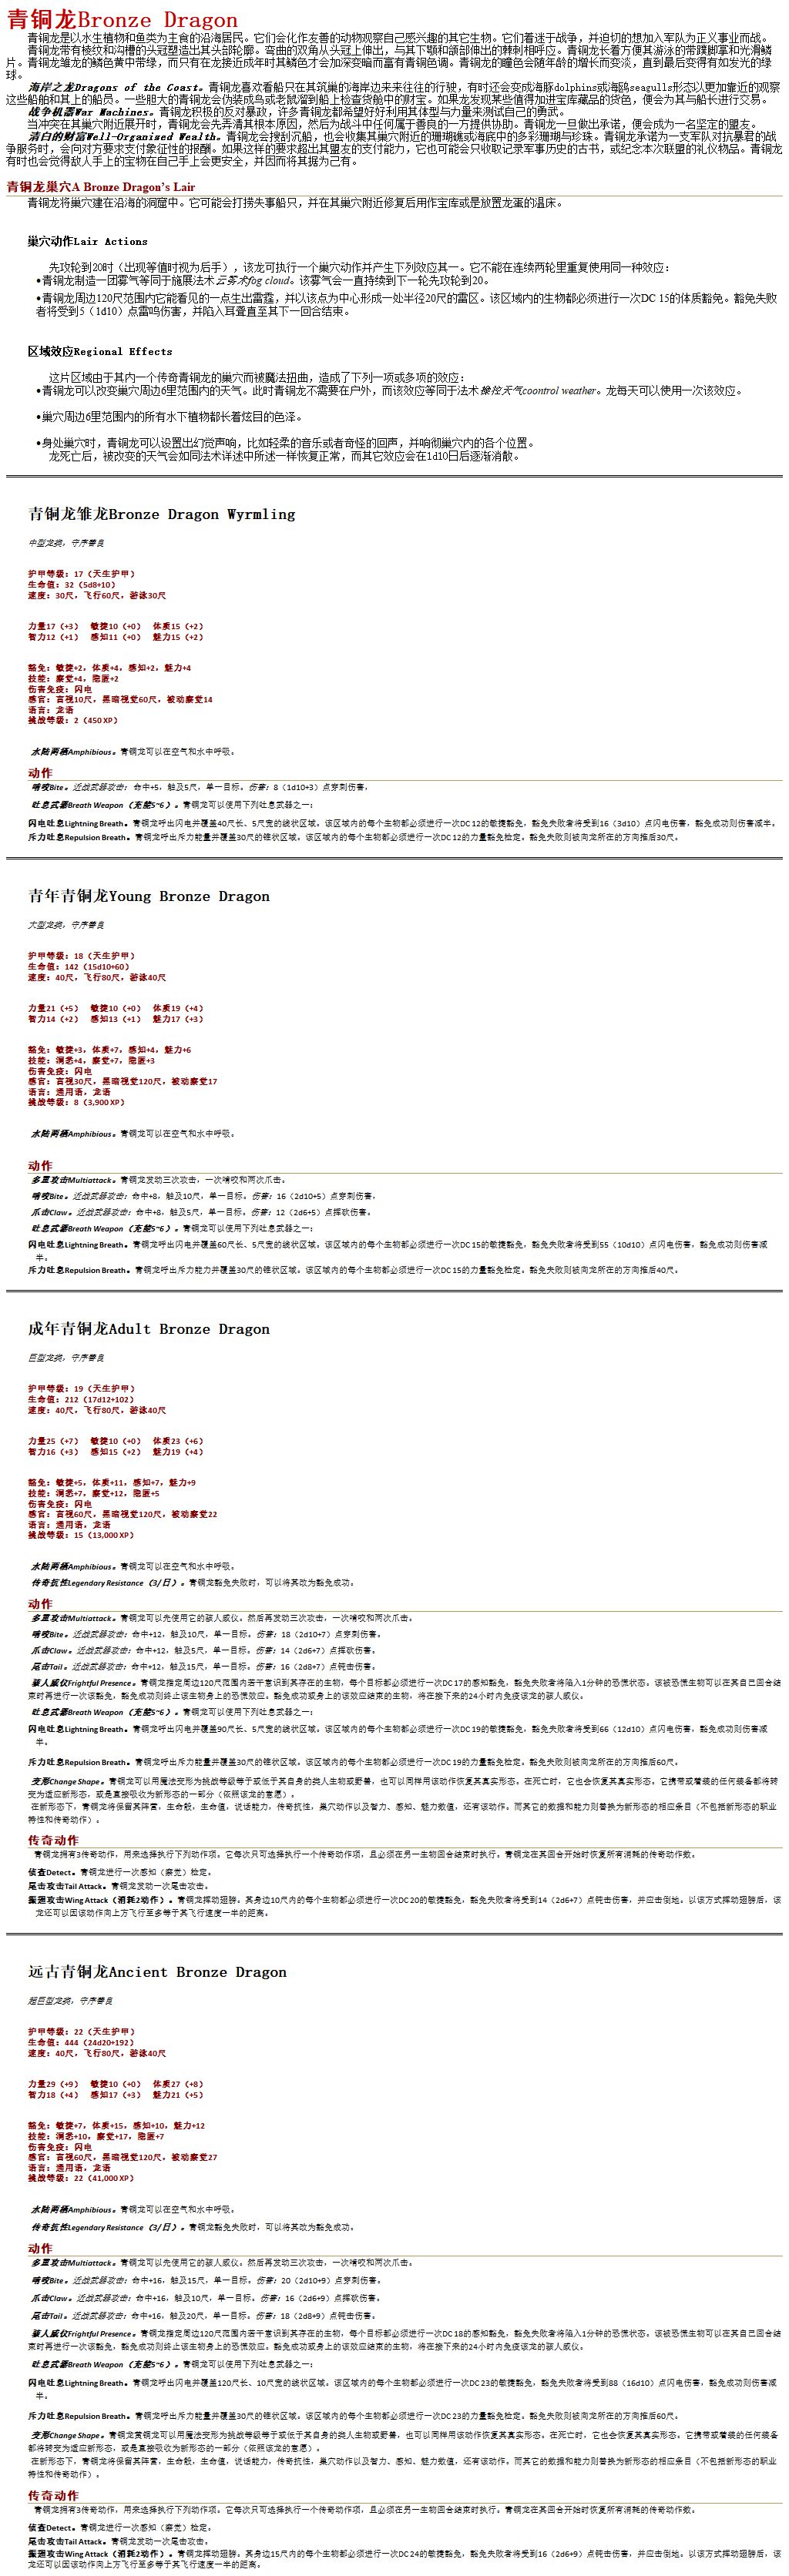 青铜龙Bronze Dragon
青铜龙是以水生植物和鱼类为主食的沿海居民。它们会化作友善的动物观察自己感兴趣的其它生物。它们着迷于战争，并迫切的想加入军队为正义事业而战。
青铜龙带有棱纹和沟槽的头冠塑造出其头部轮廓。弯曲的双角从头冠上伸出，与其下颚和颔部伸出的棘刺相呼应。青铜龙长着方便其游泳的带蹼脚掌和光滑鳞
片。青铜龙雏龙的鳞色黄中带绿，而只有在龙接近成年时其鳞色才会加深变暗而富有青铜色调。青铜龙的瞳色会随年龄的增长而变淡，直到最后变得有如发光的绿
球。
海岸之龙Dragons of the Coast。青铜龙喜欢看船只在其筑巢的海岸边来来往往的行驶，有时还会变成海豚dolphins或海鸥seagulls形态以更加靠近的观察
这些船舶和其上的船员。一些胆大的青铜龙会伪装成鸟或老鼠溜到船上检查货舱中的财宝。如果龙发现某些值得加进宝库藏品的货色，便会为其与船长进行交易。
战争机器War Machines。青铜龙积极的反对暴政，许多青铜龙都希望好好利用其体型与力量来测试自己的勇武。
当冲突在其巢穴附近展开时，青铜龙会先弄清其根本原因，然后为战斗中任何属于善良的一方提供协助。青铜龙一旦做出承诺，便会成为一名坚定的盟友。
清白的财富Well-Organised Wealth。青铜龙会搜刮沉船，也会收集其巢穴附近的珊瑚礁或海底中的多彩珊瑚与珍珠。青铜龙承诺为一支军队对抗暴君的战
争服务时，会向对方要求支付象征性的报酬。如果这样的要求超出其盟友的支付能力，它也可能会只收取记录军事历史的古书，或纪念本次联盟的礼仪物品。青铜龙
有时也会觉得敌人手上的宝物在自己手上会更安全，并因而将其据为己有。
青铜龙巢穴A Bronze Dragon's Lair
青铜龙将巢穴建在沿海的洞窟中。它可能会打捞失事船只，并在其巢穴附近修复后用作宝库或是放置龙蛋的温床。
巢穴动作Lair Actions
先攻轮到20时（出现等值时视为后手），该龙可执行一个巢穴动作并产生下列效应其一。它不能在连续两轮里重复使用同一种效应：
•青铜龙制造一团雾气等同于施展法术云雾术fog cloud。该雾气会一直持续到下一轮先攻轮到20。
•青铜龙周边120尺范围内它能看见的一点生出雷霆，并以该点为中心形成一处半径20尺的雷区。该区域内的生物都必须进行一次DC 15的体质豁免。豁免失败
者将受到5（1d10）点雷鸣伤害，并陷入耳聋直至其下一回合结束。
区域效应Regional Effects
这片区域由于其内一个传奇青铜龙的巢穴而被魔法扭曲，造成了下列一项或多项的效应：
•青铜龙可以改变巢穴周边6里范围内的天气。此时青铜龙不需要在户外，而该效应等同于法术操控天气coontrol weather。龙每天可以使用一次该效应。
•巢穴周边6里范围内的所有水下植物都长着炫目的色泽。
•身处巢穴时，青铜龙可以设置出幻觉声响，比如轻柔的音乐或者奇怪的回声，并响彻巢穴内的各个位置。
龙死亡后，被改变的天气会如同法术详述中所述一样恢复正常，而其它效应会在1d10日后逐渐消散。
青铜龙雏龙Bronze Dragon Wyrmling
中型龙类，守序善良
护甲等级：17（天生护甲）
生命值：32（5d8+10）
速度：30尺，飞行60尺，游泳30尺
力量17（+3） 敏捷10（+0） 体质15（+2）
智力12（+1） 感知11（+0） 魅力15（+2）
豁免：敏捷+2，体质+4，感知+2，魅力+4
技能：察觉+4，隐匿+2
伤害免疫：闪电
感官：盲视10尺，黑暗视觉60尺，被动察觉14
语言：龙语
挑战等级：2（450 XP）
水陆两栖Amphibious。青铜龙可以在空气和水中呼吸。
动作
啃咬Bite。近战武器攻击：命中+5，触及5尺，单一目标。伤害：8（1d10+3）点穿刺伤害，
吐息武器Breath Weapon（充能5~6）。青铜龙可以使用下列吐息武器之一：
闪电吐息Lightning Breath。青铜龙呼出闪电并覆盖40尺长、5尺宽的线状区域。该区域内的每个生物都必须进行一次DC 12的敏捷豁免，豁免失败者将受到16（3d10）点闪电伤害，豁免成功则伤害减半。
斥力吐息Repulsion Breath。青铜龙呼出斥力能量并覆盖30尺的锥状区域。该区域内的每个生物都必须进行一次DC 12的力量豁免检定。豁免失败则被向龙所在的方向推后30尺。
青年青铜龙Young Bronze Dragon
大型龙类，守序善良
护甲等级：18（天生护甲）
生命值：142（15d10+60）
速度：40尺，飞行80尺，游泳40尺
力量21（+5） 敏捷10（+0） 体质19（+4）
智力14（+2） 感知13（+1） 魅力17（+3）
豁免：敏捷+3，体质+7，感知+4，魅力+6
技能：洞悉+4，察觉+7，隐匿+3
伤害免疫：闪电
感官：盲视30尺，黑暗视觉120尺，被动察觉17
语言：通用语，龙语
挑战等级：8（3,900 XP）
水陆两栖Amphibious。青铜龙可以在空气和水中呼吸。
动作
多重攻击Multiattack。青铜龙发动三次攻击，一次啃咬和两次爪击。
啃咬Bite。近战武器攻击：命中+8，触及10尺，单一目标。伤害：16（2d10+5）点穿刺伤害，
爪击Claw。近战武器攻击：命中+8，触及5尺，单一目标。伤害：12（2d6+5）点挥砍伤害。
吐息武器Breath Weapon（充能5~6）。青铜龙可以使用下列吐息武器之一：
闪电吐息Lightning Breath。青铜龙呼出闪电并覆盖60尺长、5尺宽的线状区域。该区域内的每个生物都必须进行一次DC 15的敏捷豁免，豁免失败者将受到55（10d10）点闪电伤害，豁免成功则伤害减
半。
斥力吐息Repulsion Breath。青铜龙呼出斥力能力并覆盖30尺的锥状区域。该区域内的每个生物都必须进行一次DC 15的力量豁免检定。豁免失败则被向龙所在的方向推后40尺。
成年青铜龙Adult Bronze Dragon
巨型龙类，守序善良
护甲等级：19（天生护甲）
生命值：212（17d12+102）
速度：40尺，飞行80尺，游泳40尺
力量25（+7） 敏捷10（+0） 体质23（+6）
智力16（+3） 感知15（+2） 魅力19（+4）
豁免：敏捷+5，体质+11，感知+7，魅力+9
技能：洞悉+7，察觉+12，隐匿+5
伤害免疫：闪电
感官：盲视60尺，黑暗视觉120尺，被动察觉22
语言：通用语，龙语
挑战等级：15（13,000 XP）
水陆两栖Amphibious。青铜龙可以在空气和水中呼吸。
传奇抗性Legendary Resistance（3/日）。青铜龙豁免失败时，可以将其改为豁免成功。
动作
多重攻击Multiattack。青铜龙可以先使用它的骇人威仪。然后再发动三次攻击，一次啃咬和两次爪击。
啃咬Bite。近战武器攻击：命中+12，触及10尺，单一目标。伤害：18（2d10+7）点穿刺伤害。
爪击Claw。近战武器攻击：命中+12，触及5尺，单一目标。伤害：14（2d6+7）点挥砍伤害。
尾击Tail。近战武器攻击：命中+12，触及15尺，单一目标。伤害：16（2d8+7）点钝击伤害。
骇人威仪Frightful Presence。青铜龙指定周边120尺范围内若干意识到其存在的生物，每个目标都必须进行一次DC 17的感知豁免，豁免失败者将陷入1分钟的恐慌状态。该被恐慌生物可以在其自己回合结
束时再进行一次该豁免，豁免成功则终止该生物身上的恐慌效应。豁免成功或身上的该效应结束的生物，将在接下来的24小时内免疫该龙的骇人威仪。
吐息武器Breath Weapon（充能5~6）。青铜龙可以使用下列吐息武器之一：
闪电吐息Lightning Breath。青铜龙呼出闪电并覆盖90尺长、5尺宽的线状区域。该区域内的每个生物都必须进行一次DC 19的敏捷豁免，豁免失败者将受到66（12d10）点闪电伤害，豁免成功则伤害减
半。
斥力吐息Repulsion Breath。青铜龙呼出斥力能量并覆盖30尺的锥状区域。该区域内的每个生物都必须进行一次DC 19的力量豁免检定。豁免失败则被向龙所在的方向推后60尺。
变形Change Shape。青铜龙可以用魔法变形为挑战等级等于或低于其自身的类人生物或野兽，也可以同样用该动作恢复其真实形态。在死亡时，它也会恢复其真实形态。它携带或着装的任何装备都将转
变为适应新形态，或是直接吸收为新形态的一部分（依照该龙的意愿）。
在新形态下，青铜龙将保留其阵营，生命骰，生命值，说话能力，传奇抗性，巢穴动作以及智力、感知、魅力数值，还有该动作。而其它的数据和能力则替换为新形态的相应条目（不包括新形态的职业
特性和传奇动作）。
传奇动作
青铜龙拥有3传奇动作，用来选择执行下列动作项。它每次只可选择执行一个传奇动作项，且必须在另一生物回合结束时执行。青铜龙在其回合开始时恢复所有消耗的传奇动作数。
侦查Detect。青铜龙进行一次感知（察觉）检定。
尾击攻击Tail Attack。青铜龙发动一次尾击攻击。
振翅攻击Wing Attack（消耗2动作）。青铜龙挥动翅膀。其身边10尺内的每个生物都必须进行一次DC 20的敏捷豁免，豁免失败者将受到14（2d6+7）点钝击伤害，并应击倒地。以该方式挥动翅膀后，该
龙还可以因该动作向上方飞行至多等于其飞行速度一半的距离。
远古青铜龙Ancient Bronze Dragon
超巨型龙类，守序善良
护甲等级：22（天生护甲）
生命值：444（24d20+192）
速度：40尺，飞行80尺，游泳40尺
力量29（+9） 敏捷10（+0） 体质27（+8）
智力18（+4） 感知17（+3） 魅力21（+5）
豁免：敏捷+7，体质+15，感知+10，魅力+12
技能：洞悉+10，察觉+17，隐匿+7
伤害免疫：闪电
感官：盲视60尺，黑暗视觉120尺，被动察觉27
语言：通用语，龙语
挑战等级：22（41,000 XP）
水陆两栖Amphibious。青铜龙可以在空气和水中呼吸。
传奇抗性Legendary Resistance（3/日）。青铜龙豁免失败时，可以将其改为豁免成功。
动作
多重攻击Multiattack。青铜龙可以先使用它的骇人威仪。然后再发动三次攻击，一次啃咬和两次爪击。
啃咬Bite。近战武器攻击：命中+16，触及15尺，单一目标。伤害：20（2d10+9）点穿刺伤害。
爪击Claw。近战武器攻击：命中+16，触及10尺，单一目标。伤害：16（2d6+9）点挥砍伤害。
尾击Tail。近战武器攻击：命中+16，触及20尺，单一目标。伤害：18（2d8+9）点钝击伤害。
骇人威仪Frightful Presence。青铜龙指定周边120尺范围内若干意识到其存在的生物，每个目标都必须进行一次DC 18的感知豁免，豁免失败者将陷入1分钟的恐慌状态。该被恐慌生物可以在其自己回合结
束时再进行一次该豁免，豁免成功则终止该生物身上的恐慌效应。豁免成功或身上的该效应结束的生物，将在接下来的24小时内免疫该龙的骇人威仪。
吐息武器Breath Weapon（充能5~6）。青铜龙可以使用下列吐息武器之一：
闪电吐息Lightning Breath。青铜龙呼出闪电并覆盖120尺长、10尺宽的线状区域。该区域内的每个生物都必须进行一次DC 23的敏捷豁免，豁免失败者将受到88（16d10）点闪电伤害，豁免成功则伤害减
半。
斥力吐息Repulsion Breath。青铜龙呼出斥力能量并覆盖30尺的锥状区域。该区域内的每个生物都必须进行一次DC 23的力量豁免检定。豁免失败则被向龙所在的方向推后60尺。
变形Change Shape。青铜龙黄铜龙可以用魔法变形为挑战等级等于或低于其自身的类人生物或野兽，也可以同样用该动作恢复其真实形态。在死亡时，它也会恢复其真实形态。它携带或着装的任何装备
都将转变为适应新形态，或是直接吸收为新形态的一部分（依照该龙的意愿）。
在新形态下，青铜龙将保留其阵营，生命骰，生命值，说话能力，传奇抗性，巢穴动作以及智力、感知、魅力数值，还有该动作。而其它的数据和能力则替换为新形态的相应条目（不包括新形态的职业
特性和传奇动作）。
传奇动作
青铜龙拥有3传奇动作，用来选择执行下列动作项。它每次只可选择执行一个传奇动作项，且必须在另一生物回合结束时执行。青铜龙在其回合开始时恢复所有消耗的传奇动作数。
侦查Detect。青铜龙进行一次感知（察觉）检定。
尾击攻击Tail Attack。青铜龙发动一次尾击攻击。
振翅攻击Wing Attack（消耗2动作）。青铜龙挥动翅膀。其身边15尺内的每个生物都必须进行一次DC 24的敏捷豁免，豁免失败者将受到16（2d6+9）点钝击伤害，并应击倒地。以该方式挥动翅膀后，该
龙还可以因该动作向上方飞行至多等于其飞行速度一半的距离。